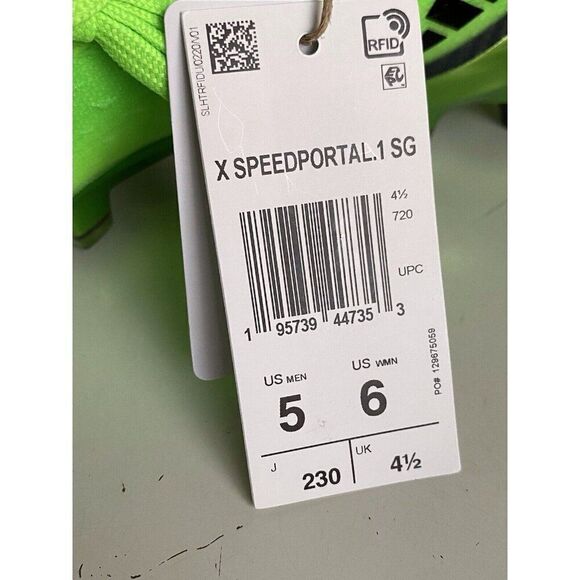 SLHTRFIDUI0220IV01
RFID
X SPEEDPORTAL.1 SG
4½
720
UPC
1 95739 44735 3
PO# 129675059
US MEN
5
US WMN
6
J
230
UK
4½